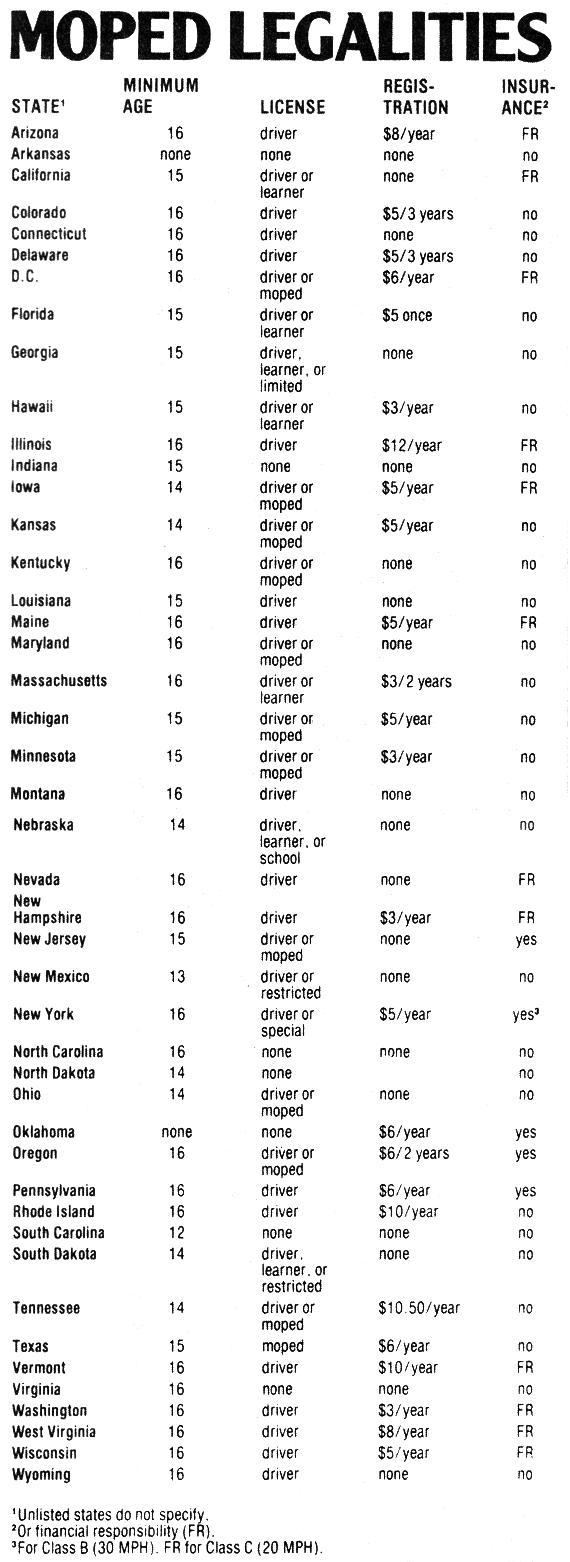 MOPED LEGALITIES
MINIMUM REGIS- INSUR-
STATE¹ AGE LICENSE TRATION ANCE²
Arizona 16 driver $8/year FR
Arkansas none none none no
California 15 driver or none FR
learner
Colorado 16 driver $5/3 years no
Connecticut 16 driver none no
Delaware 16 driver $5/3 years no
D.C. 16 driver or $6/year FR
moped
Florida 15 driver or $5 once no
learner
Georgia 15 driver, none no
learner, or
limited
Hawaii 15 driver or $3/year no
learner
Illinois 16 driver $12/year FR
Indiana 15 none none no
Iowa 14 driver or $5/year FR
moped
Kansas 14 driver or $5/year no
moped
Kentucky 16 driver or none no
moped
Louisiana 15 driver none no
Maine 16 driver $5/year FR
Maryland 16 driver or none no
moped
Massachusetts 16 driver or $3/2 years no
learner
Michigan 15 driver or $5/year no
moped
Minnesota 15 driver or $3/year no
moped
Montana 16 driver none no
Nebraska 14 driver, none no
learner, or
school
Nevada 16 driver none FR
New
Hampshire 16 driver $3/year FR
New Jersey 15 driver or none yes
moped
New Mexico 13 driver or none no
restricted
New York 16 driver or $5/year yes³
special
North Carolina 16 none none no
North Dakota 14 none no
Ohio 14 driver or none no
moped
Oklahoma none none $6/year yes
Oregon 16 driver or $6/2 years yes
moped
Pennsylvania 16 driver $6/year yes
Rhode Island 16 driver $10/year no
South Carolina 12 none none no
South Dakota 14 driver, none no
learner, or
restricted
Tennessee 14 driver or $10.50/year no
moped
Texas 15 moped $6/year no
Vermont 16 driver $10/year FR
Virginia 16 none none no
Washington 16 driver $3/year FR
West Virginia 16 driver $8/year FR
Wisconsin 16 driver $5/year FR
Wyoming 16 driver none no
¹Unlisted states do not specify.
²Or financial responsibility (FR).
³For Class B (30 MPH). FR for Class C (20 MPH).